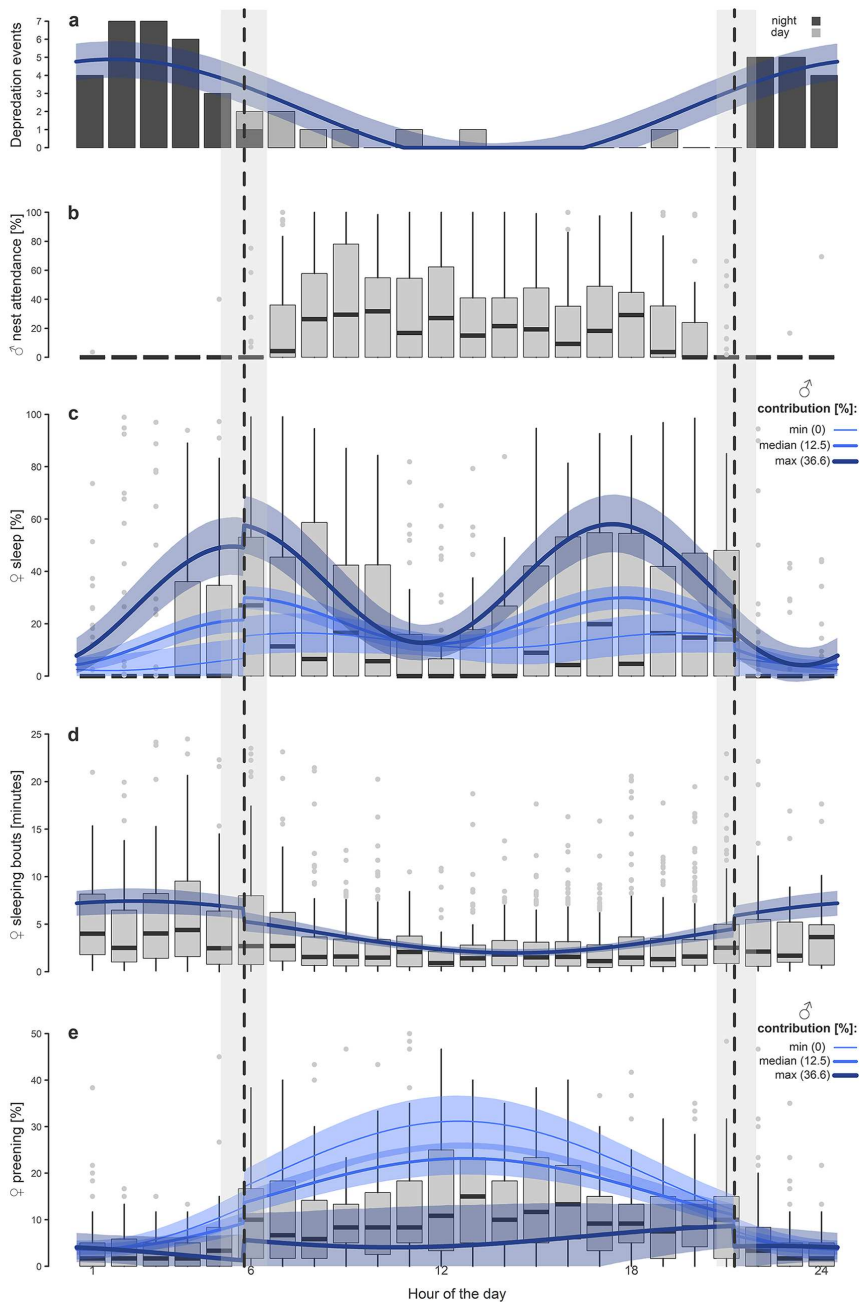 a
night
day
Depredation events
7
6
5
4
3
2
1
0
b
♂ nest attendance [%]
100
80
60
40
20
0
c
♂
contribution [%]:
min (0)
median (12.5)
max (36.6)
♀ sleep [%]
100
80
60
40
20
0
d
♀ sleeping bouts [minutes]
25
20
15
10
5
0
e
♂
contribution [%]:
min (0)
median (12.5)
max (36.6)
♀ preening [%]
50
40
30
20
10
0
1 6 12 18 24
Hour of the day